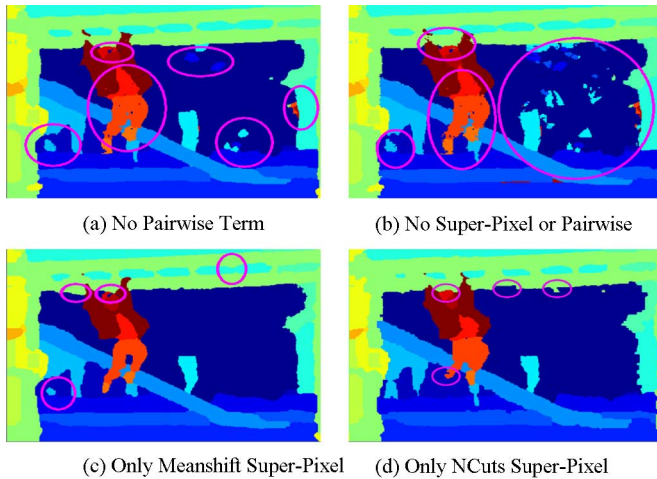 (a) No Pairwise Term
(b) No Super-Pixel or Pairwise
(c) Only Meanshift Super-Pixel
(d) Only NCuts Super-Pixel